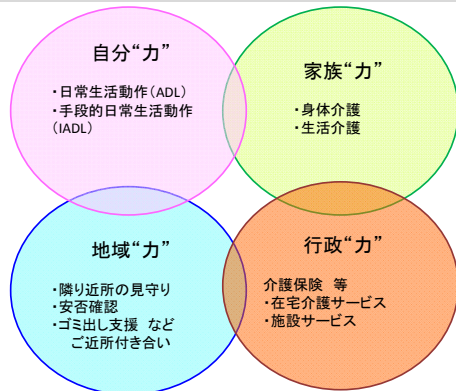 自分“力”
・日常生活動作（ADL）
・手段的日常生活動作
(IADL)
家族“力”
・身体介護
・生活介護
地域“力”
・隣り近所の見守り
・安否確認
・ゴミ出し支援 など
ご近所付き合い
行政“力”
介護保険 等
・在宅介護サービス
・施設サービス